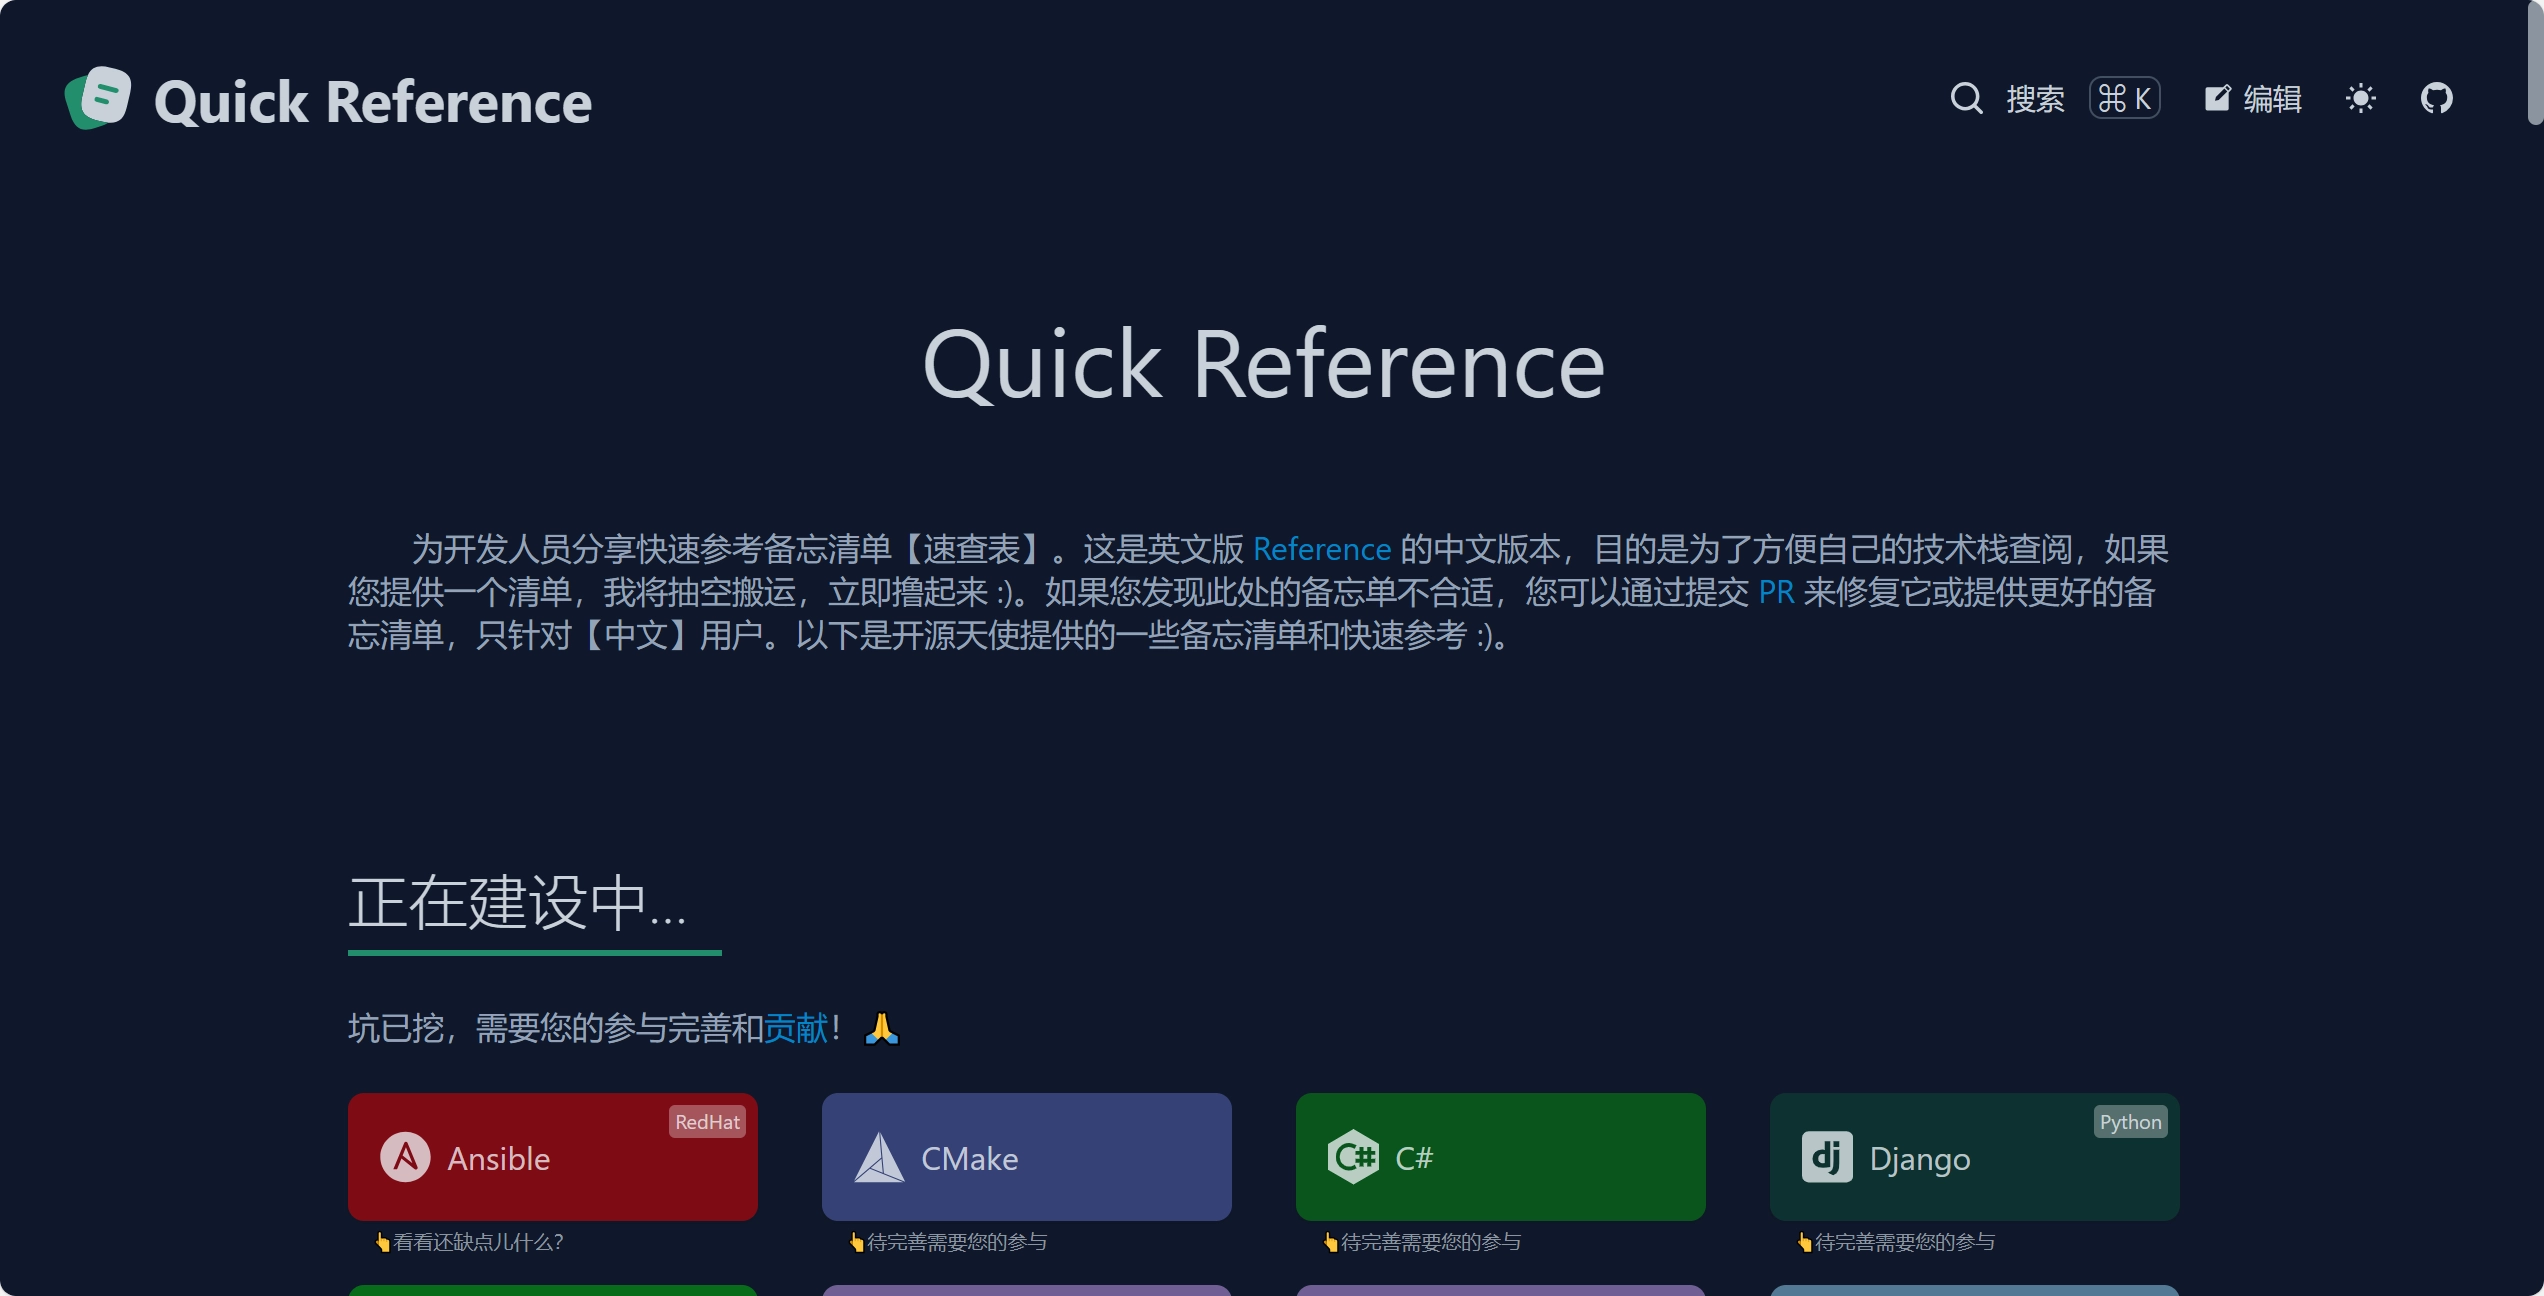 Quick Reference
搜索 ⌘ K 编辑
Quick Reference
为开发人员分享快速参考备忘清单【速查表】。这是英文版 Reference 的中文版本，目的是为了方便自己的技术栈查阅，如果
您提供一个清单，我将抽空搬运，立即撸起来 :)。如果您发现此处的备忘单不合适，您可以通过提交 PR 来修复它或提供更好的备
忘清单，只针对【中文】用户。以下是开源天使提供的一些备忘清单和快速参考 :)。
正在建设中...
坑已挖，需要您的参与完善和贡献！🙏
RedHat
Ansible
👆看看还缺点儿什么？
CMake
👆待完善需要您的参与
C#
👆待完善需要您的参与
Python
Django
👆待完善需要您的参与